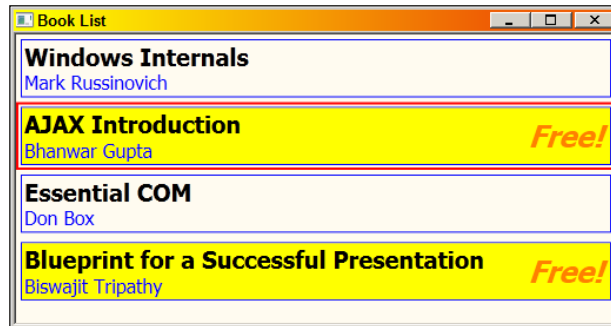 Book List
Windows Internals
Mark Russinovich
AJAX Introduction
Bhanwar Gupta
Free!
Essential COM
Don Box
Blueprint for a Successful Presentation
Biswajit Tripathy
Free!